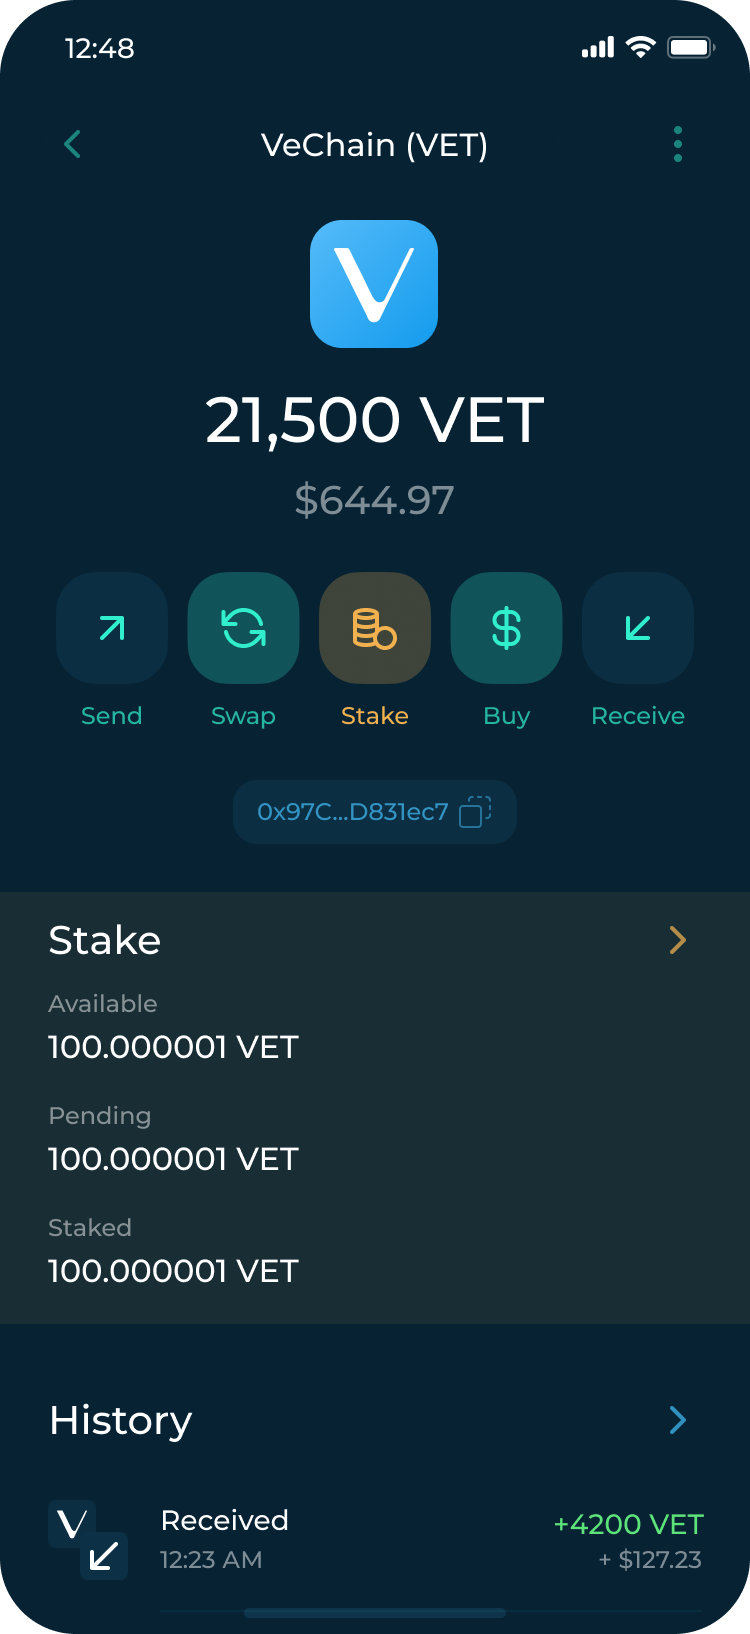 12:48
VeChain (VET)
21,500 VET
$644.97
Send Swap Stake Buy Receive
0x97C...D831ec7
Stake
Available
100.000001 VET
Pending
100.000001 VET
Staked
100.000001 VET
History
Received +4200 VET
12:23 AM + $127.23